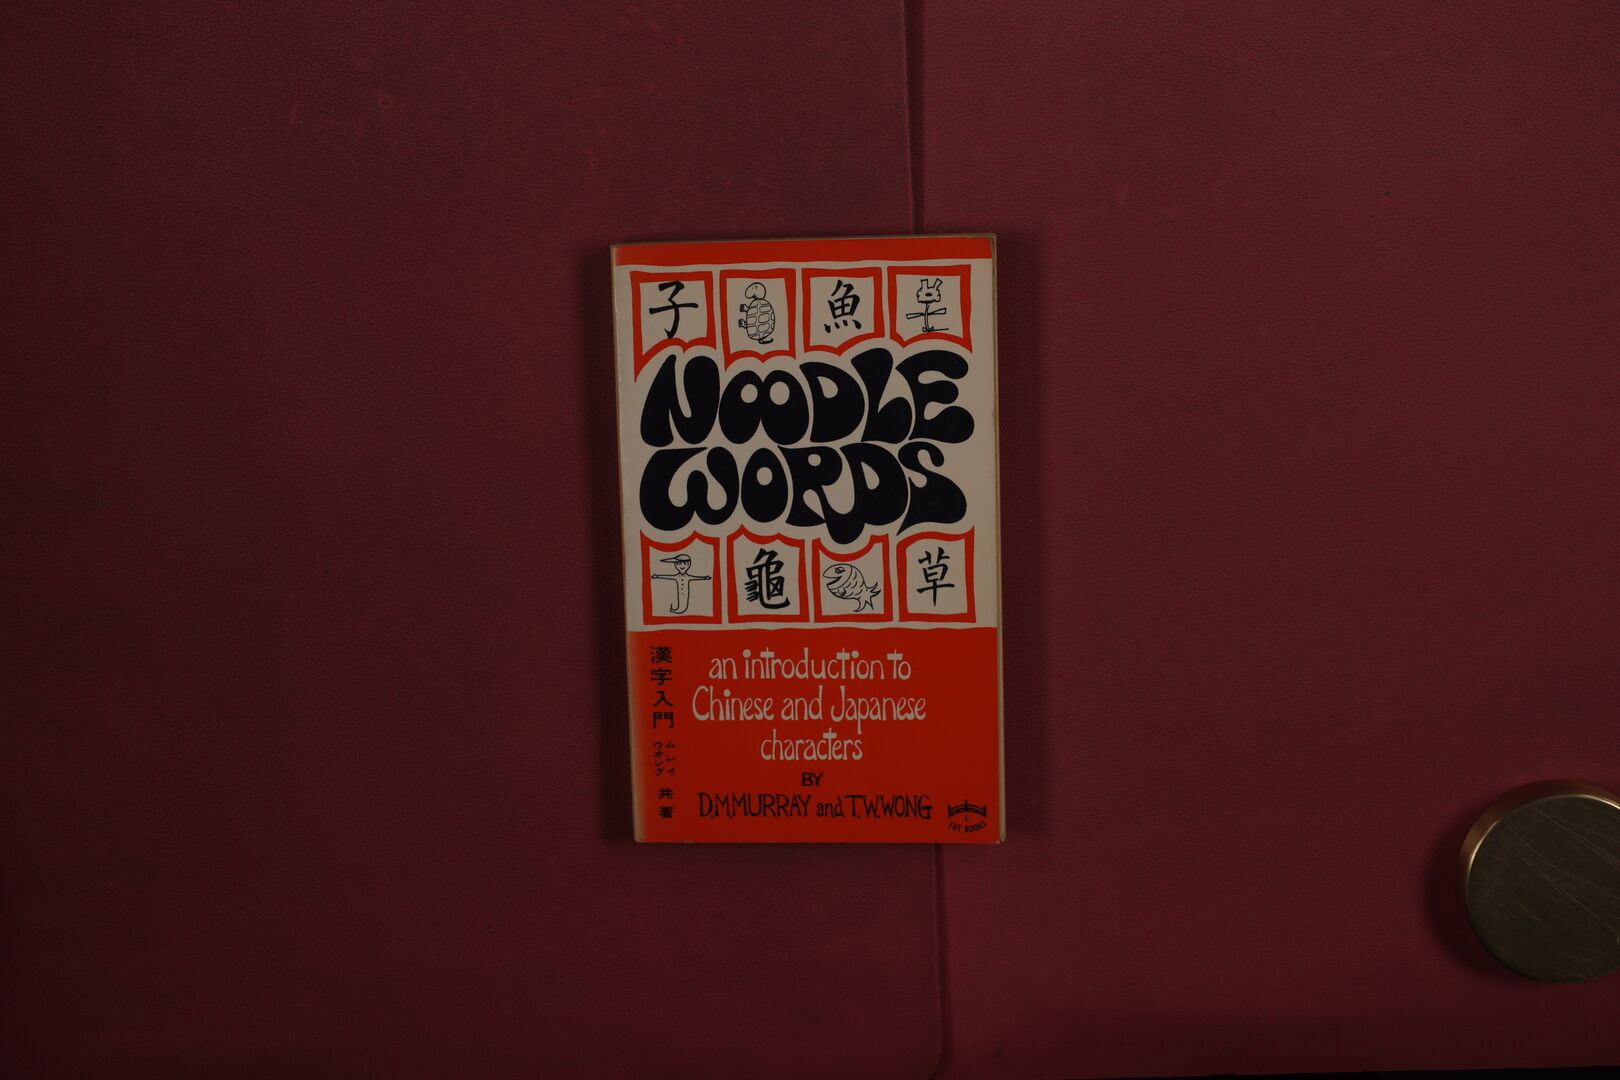 子 魚
NOODLE
WORDS
龜 草
漢字入門
ムレイ
ウオング
共著
an introduction to
Chinese and Japanese
characters
BY
D.M.MURRAY and T.W.WONG
L
TUT BOOKS